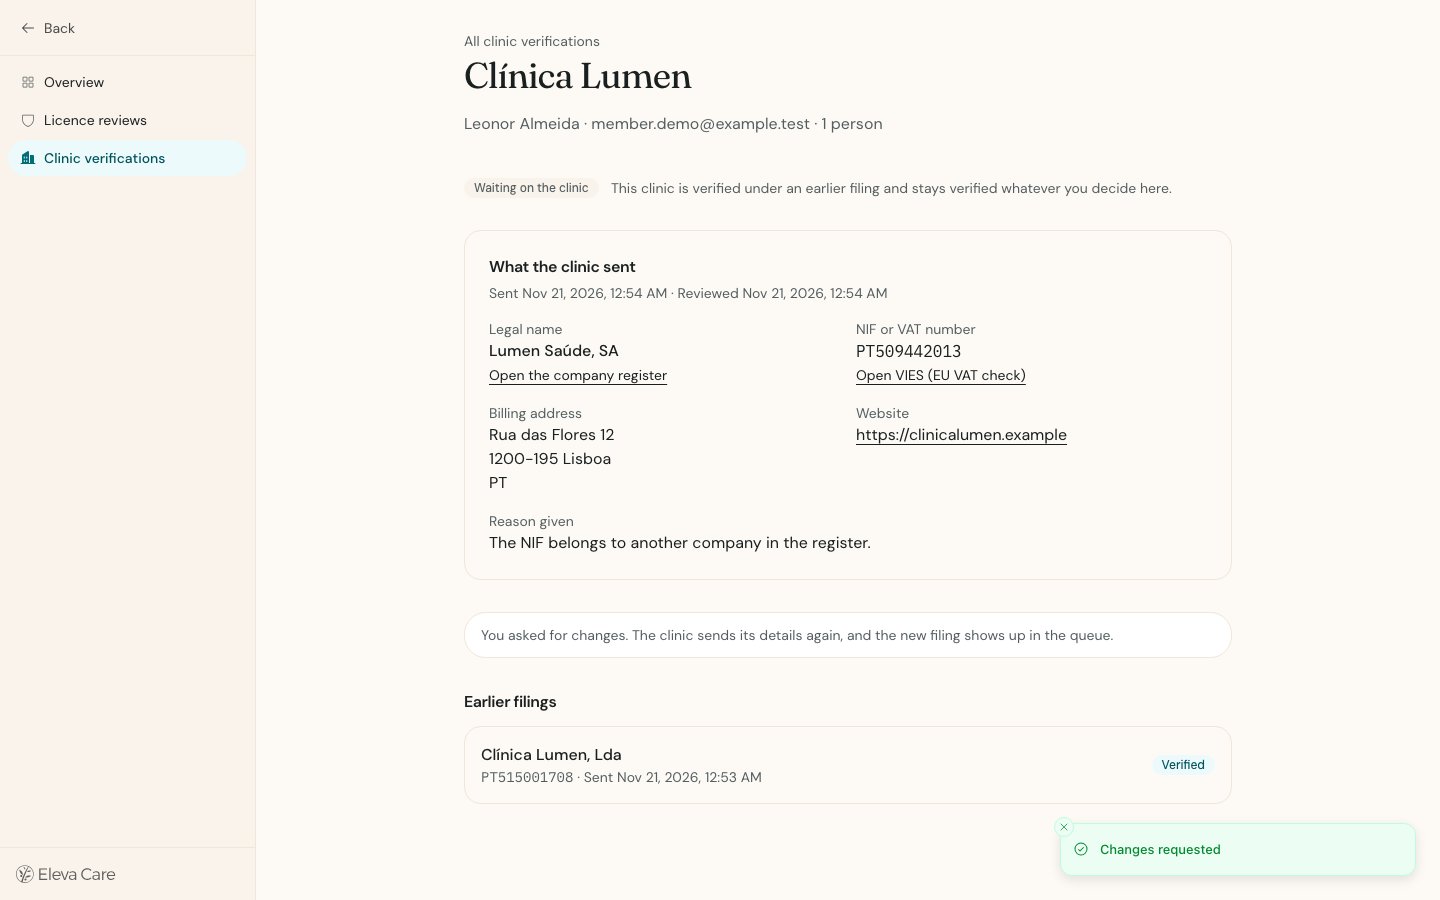 Back
Overview
Licence reviews
Clinic verifications
Eleva Care
All clinic verifications
Clínica Lumen
Leonor Almeida · member.demo@example.test · 1 person
Waiting on the clinic
This clinic is verified under an earlier filing and stays verified whatever you decide here.
What the clinic sent
Sent Nov 21, 2026, 12:54 AM · Reviewed Nov 21, 2026, 12:54 AM
Legal name
Lumen Saúde, SA
Open the company register
NIF or VAT number
PT509442013
Open VIES (EU VAT check)
Billing address
Rua das Flores 12
1200-195 Lisboa
PT
Website
https://clinicalumen.example
Reason given
The NIF belongs to another company in the register.
You asked for changes. The clinic sends its details again, and the new filing shows up in the queue.
Earlier filings
Clínica Lumen, Lda
PT515001708 · Sent Nov 21, 2026, 12:53 AM
Verified
Changes requested